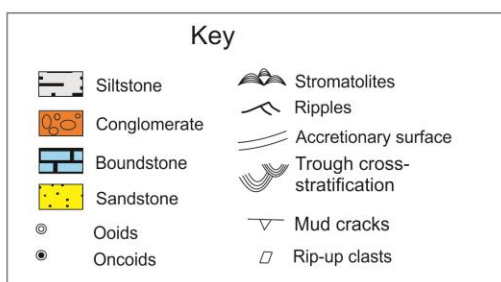 Key
Siltstone
Conglomerate
Boundstone
Sandstone
Ooids
Oncoids
Stromatolites
Ripples
Accretionary surface
Trough cross-
stratification
Mud cracks
Rip-up clasts